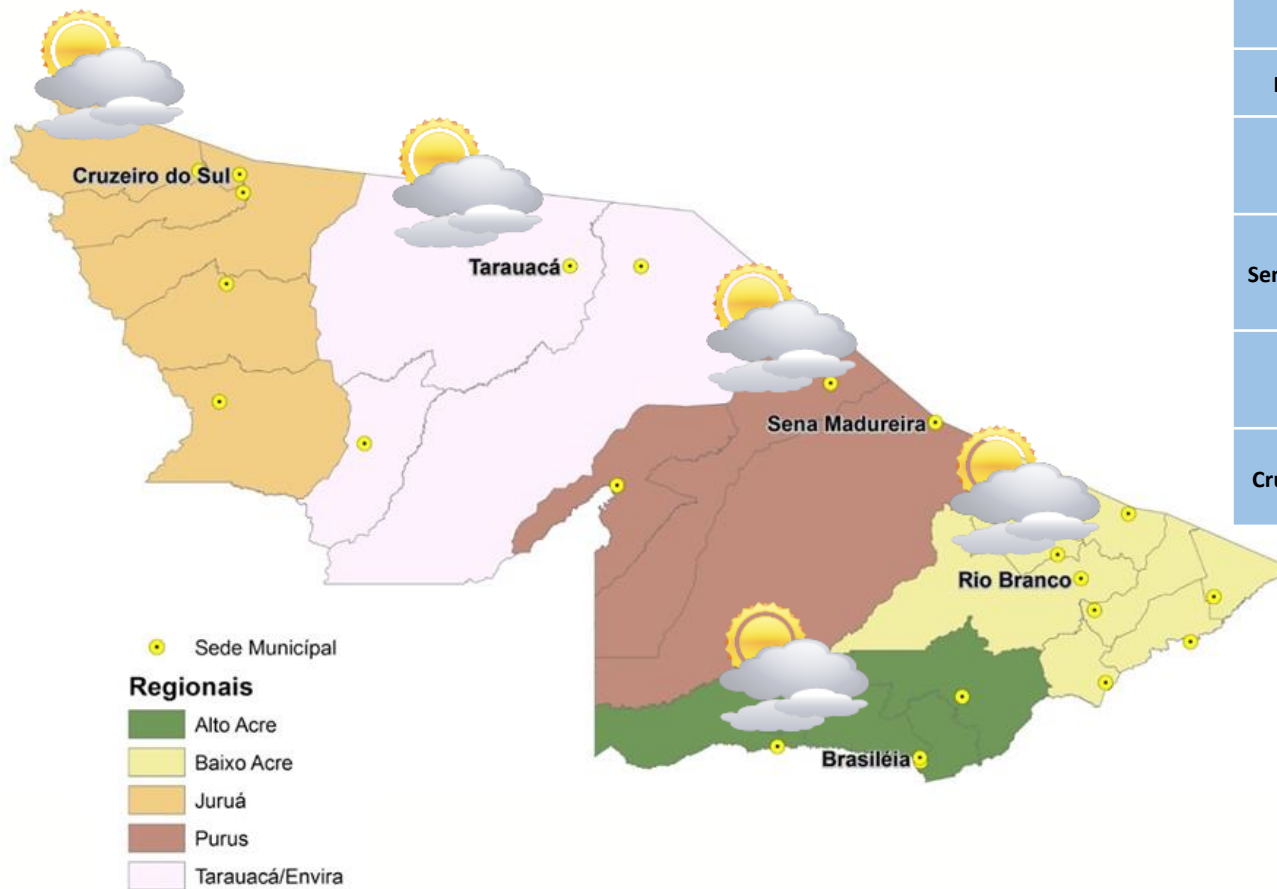 Cruzeiro do Sul
Tarauacá
Sena Madureira
Rio Branco
Brasiléia
Sede Municípal
Regionais
Alto Acre
Baixo Acre
Juruá
Purus
Tarauacá/Envira